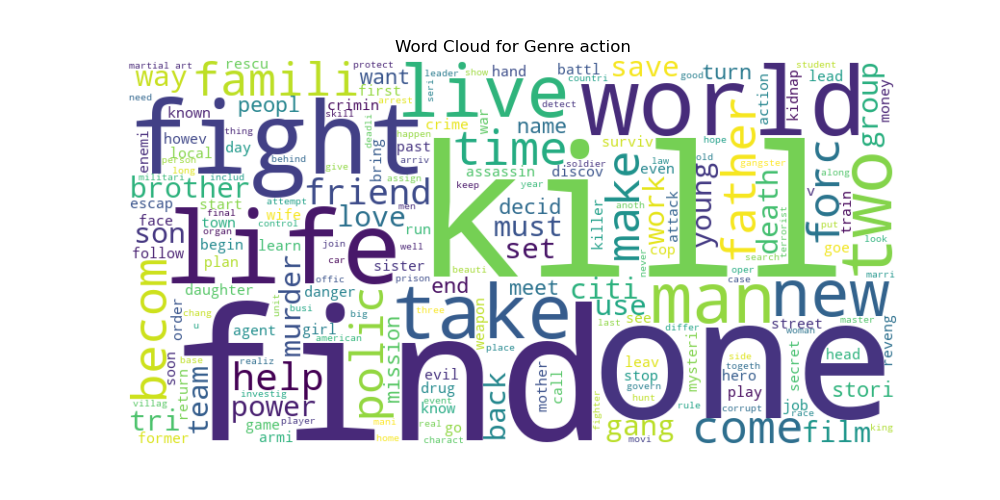 Word Cloud for Genre action
martial art
rescu
protect
leader
show
hand
battl
countri
save
turn
good
student
lead
way
famili
want
live
world
need
first
arrest
seri
detect
action
kidnap
group
money
known
peopl
crimin
skill
crime
war
name
enemi
fight
howev
thing
deadli
happen
past
time
surviv
hope
local
day
behind
bring
arriv
assassin
soldier
discov
law
even
old
gangster
along
forc
two
person
long
give
kill
make
work
young
father
death
v
militari
includ
assign
keep
year
anoth
train
brother
friend
escap
start
attempt
men
decid
killer
cop
attack
terrorist
goe
face
final
wife
love
run
must
put
son
town
organ
control
life
well
set
look
follow
begin
learn
join
car
sister
never
oper
search
plan
offic
prison
beauti
case
marri
becom
daughter
murder
danger
end
meet
citi
man
new
chang
order
unit
busi
big
take
three
weapon
use
u
polic
american
place
last
see
differ
street
master
agent
girl
mission
find
one
woman
reveng
soon
return
base
realiz
mysteri
secret
team
help
investig
evil
drug
back
mother
call
leav
stop
side
togeth
hero
head
play
stori
govern
hunt
villag
power
event
know
fighter
rule
corrupt
job
race
tri
game
player
real
go
gang
come
film
king
former
armi
home
mani
charact
movi